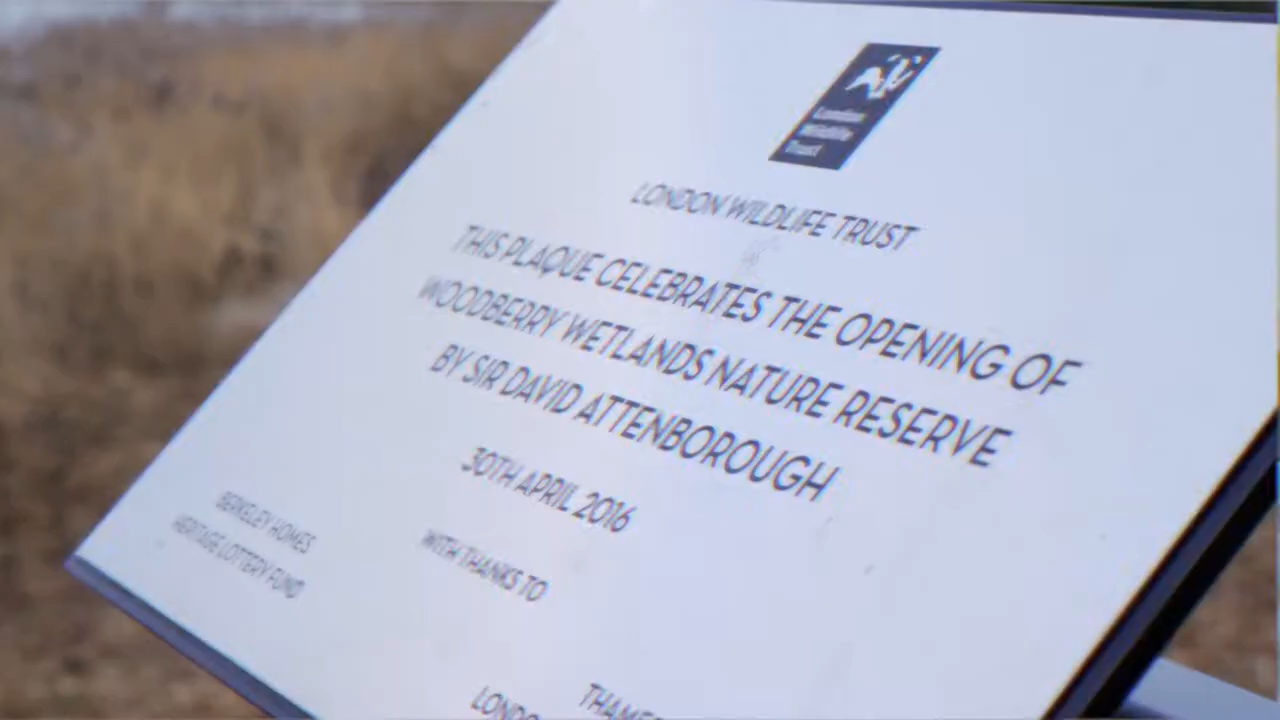 London
Wildlife
Trust
LONDON WILDLIFE TRUST
THIS PLAQUE CELEBRATES THE OPENING OF
WOODBERRY WETLANDS NATURE RESERVE
BY SIR DAVID ATTENBOROUGH
30TH APRIL 2016
WITH THANKS TO
BERKELEY HOMES
HERITAGE LOTTERY FUND